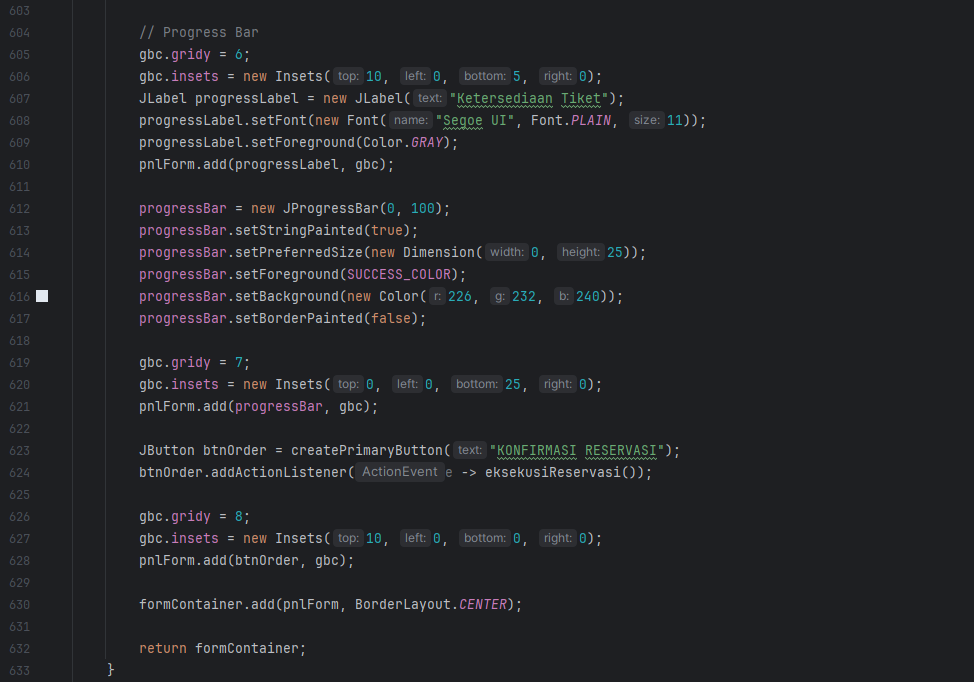 603
604 // Progress Bar
605 gbc.gridy = 6;
606 gbc.insets = new Insets( top: 10, left: 0, bottom: 5, right: 0);
607 JLabel progressLabel = new JLabel( text: "Ketersediaan Tiket");
608 progressLabel.setFont(new Font( name: "Segoe UI", Font.PLAIN, size: 11));
609 progressLabel.setForeground(Color.GRAY);
610 pnlForm.add(progressLabel, gbc);
611
612 progressBar = new JProgressBar(0, 100);
613 progressBar.setStringPainted(true);
614 progressBar.setPreferredSize(new Dimension( width: 0, height: 25));
615 progressBar.setForeground(SUCCESS_COLOR);
616 progressBar.setBackground(new Color( r: 226, g: 232, b: 240));
617 progressBar.setBorderPainted(false);
618
619 gbc.gridy = 7;
620 gbc.insets = new Insets( top: 0, left: 0, bottom: 25, right: 0);
621 pnlForm.add(progressBar, gbc);
622
623 JButton btnOrder = createPrimaryButton( text: "KONFIRMASI RESERVASI");
624 btnOrder.addActionListener( ActionEvent e -> eksekusiReservasi());
625
626 gbc.gridy = 8;
627 gbc.insets = new Insets( top: 10, left: 0, bottom: 0, right: 0);
628 pnlForm.add(btnOrder, gbc);
629
630 formContainer.add(pnlForm, BorderLayout.CENTER);
631
632 return formContainer;
633 }